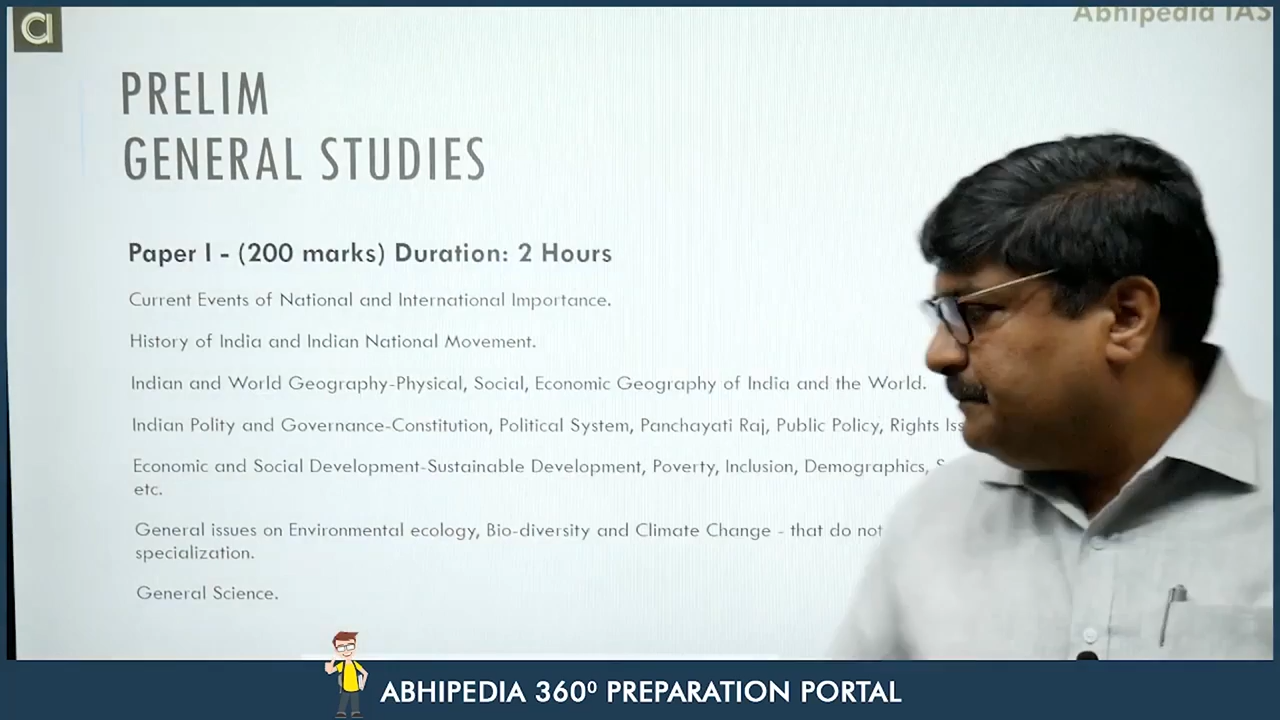 Abhipedia IAS
PRELIM
GENERAL STUDIES
Paper I - (200 marks) Duration: 2 Hours
Current Events of National and International Importance.
History of India and Indian National Movement.
Indian and World Geography-Physical, Social, Economic Geography of India and the World.
Indian Polity and Governance-Constitution, Political System, Panchayati Raj, Public Policy, Rights
Economic and Social Development-Sustainable Development, Poverty, Inclusion, Demographics,
etc.
General issues on Environmental ecology, Bio-diversity and Climate Change - that do not
specialization.
General Science.
ABHIPEDIA 360⁰ PREPARATION PORTAL